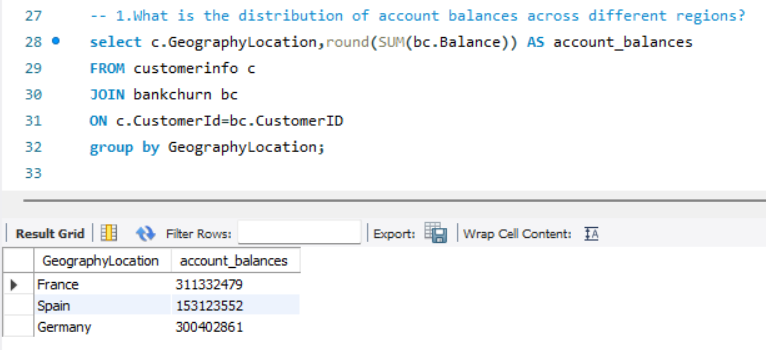 27 -- 1.What is the distribution of account balances across different regions?
28 select c.GeographyLocation,round(SUM(bc.Balance)) AS account_balances
29 FROM customerinfo c
30 JOIN bankchurn bc
31 ON c.CustomerId=bc.CustomerID
32 group by GeographyLocation;
33
Result Grid Filter Rows: Export: Wrap Cell Content: IA
GeographyLocation account_balances
France 311332479
Spain 153123552
Germany 300402861